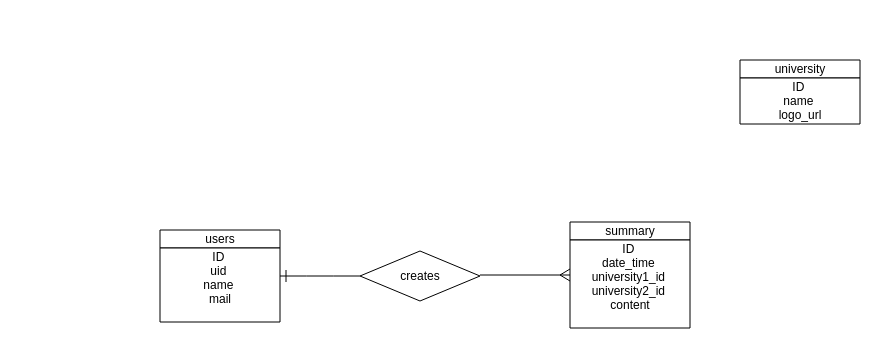 university
ID
name
logo_url
users
ID
uid
name
mail
creates
summary
ID
date_time
university1_id
university2_id
content